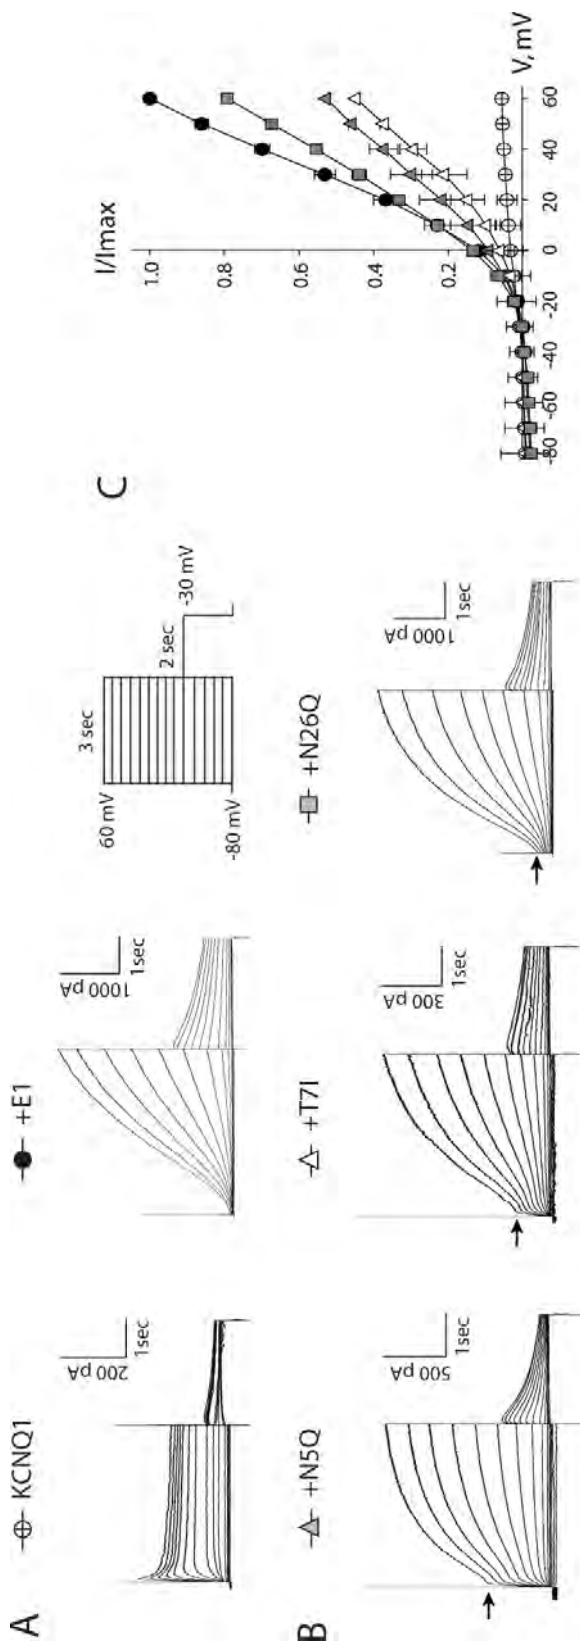 A
KCNQ1
200 pA
1sec
+E1
1000 pA
1sec
60 mV
3 sec
2 sec
-30 mV
-80 mV
B
+N5Q
500 pA
1sec
+T7I
300 pA
1sec
+N26Q
1000 pA
1sec
C
I/Imax
1.0
0.8
0.6
0.4
0.2
-80 -60 -40 -20 0 20 40 60
V, mV